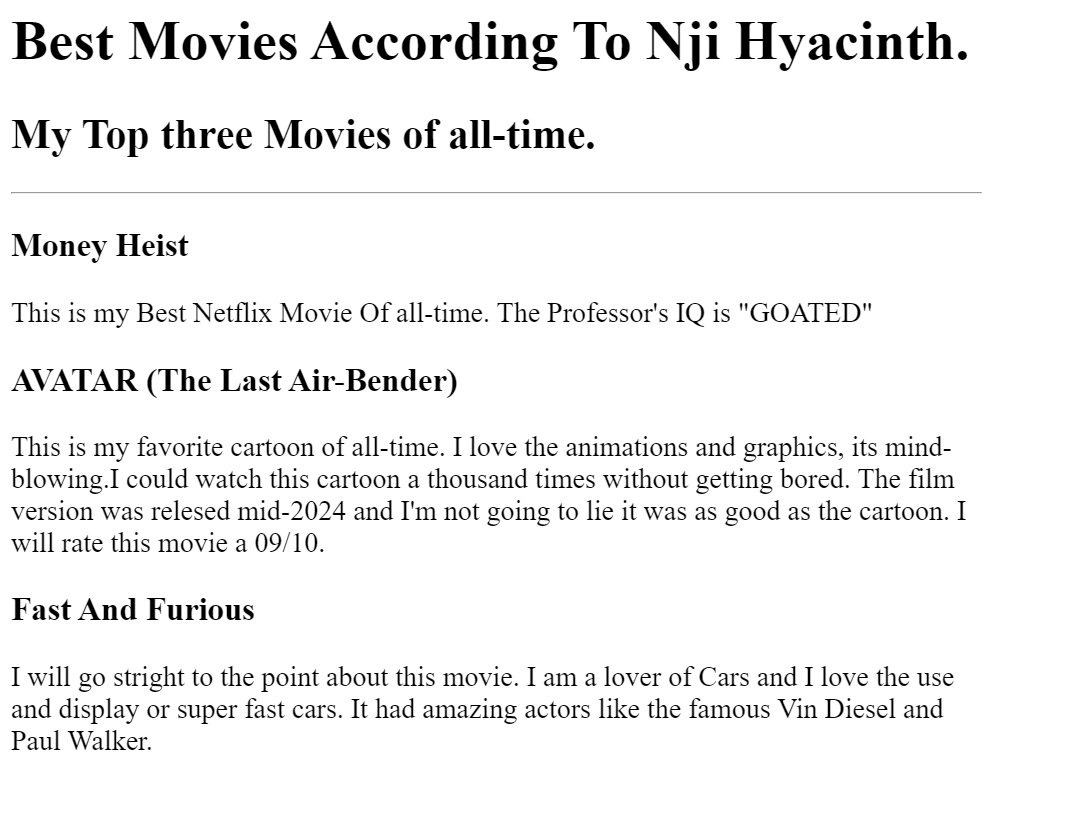 Best Movies According To Nji Hyacinth.
My Top three Movies of all-time.
Money Heist
This is my Best Netflix Movie Of all-time. The Professor's IQ is "GOATED"
AVATAR (The Last Air-Bender)
This is my favorite cartoon of all-time. I love the animations and graphics, its mind-
blowing.I could watch this cartoon a thousand times without getting bored. The film
version was relesed mid-2024 and I'm not going to lie it was as good as the cartoon. I
will rate this movie a 09/10.
Fast And Furious
I will go stright to the point about this movie. I am a lover of Cars and I love the use
and display or super fast cars. It had amazing actors like the famous Vin Diesel and
Paul Walker.